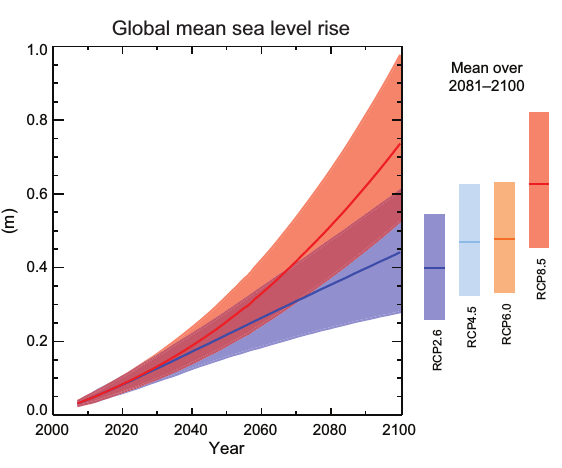 Global mean sea level rise
1.0
0.8
0.6
0.4
0.2
0.0
(m)
2000 2020 2040 2060 2080 2100
Year
Mean over
2081–2100
RCP2.6
RCP4.5
RCP6.0
RCP8.5